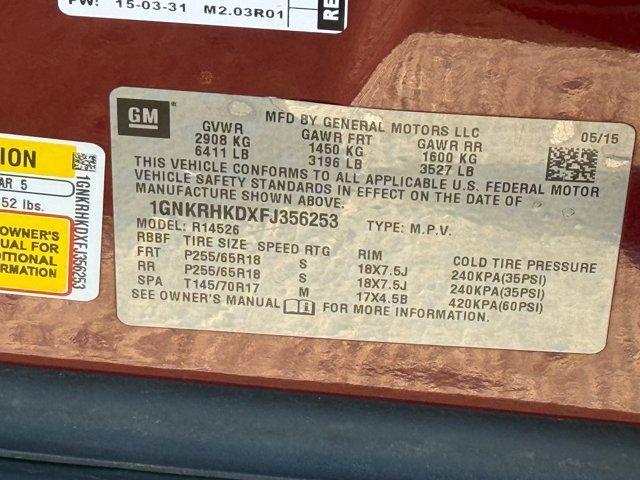 PW: 15-03-31 M2.03R01
RE
GM
MFD BY GENERAL MOTORS LLC
05/15
GVWR GAWR FRT GAWR RR
2908 KG 1450 KG 1600 KG
6411 LB 3196 LB 3527 LB
THIS VEHICLE CONFORMS TO ALL APPLICABLE U.S. FEDERAL MOTOR
VEHICLE SAFETY STANDARDS IN EFFECT ON THE DATE OF
MANUFACTURE SHOWN ABOVE.
1GNKRHKDXFJ356253
MODEL: R14526 TYPE: M.P.V.
RBBF TIRE SIZE SPEED RTG RIM COLD TIRE PRESSURE
FRT P255/65R18 S 18X7.5J 240KPA(35PSI)
RR P255/65R18 S 18X7.5J 240KPA(35PSI)
SPA T145/70R17 M 17X4.5B 420KPA(60PSI)
SEE OWNER'S MANUAL FOR MORE INFORMATION.
ION
AR 5
52 lbs.
OWNER'S
UAL FOR
DITIONAL
RMATION
1GNKRHKDXFJ356253